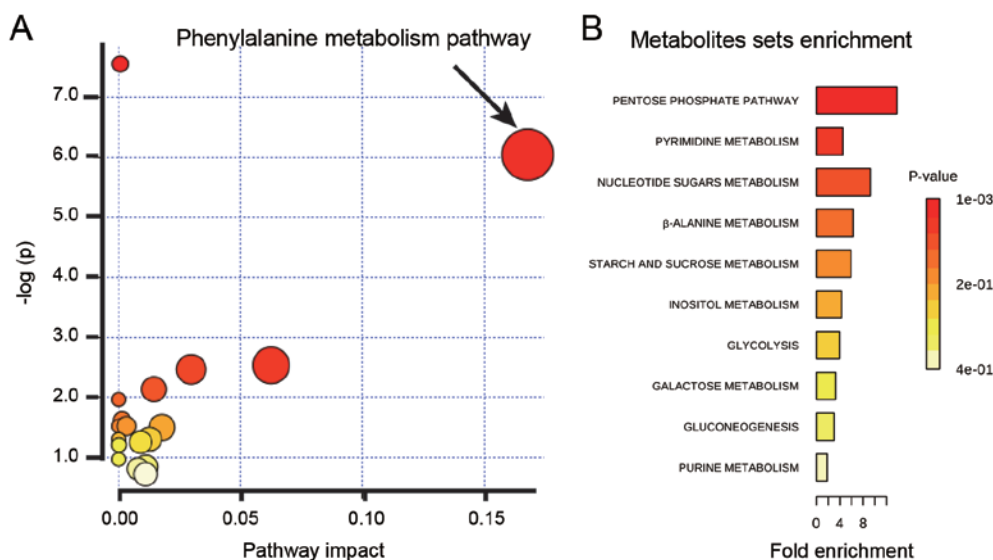 A
Phenylalanine metabolism pathway
7.0
6.0
5.0
4.0
3.0
2.0
1.0
-log (p)
0.00 0.05 0.10 0.15
Pathway impact
B
Metabolites sets enrichment
PENTOSE PHOSPHATE PATHWAY
PYRIMIDINE METABOLISM
NUCLEOTIDE SUGARS METABOLISM
β-ALANINE METABOLISM
STARCH AND SUCROSE METABOLISM
INOSITOL METABOLISM
GLYCOLYSIS
GALACTOSE METABOLISM
GLUCONEOGENESIS
PURINE METABOLISM
0 4 8
Fold enrichment
P-value
1e-03
2e-01
4e-01